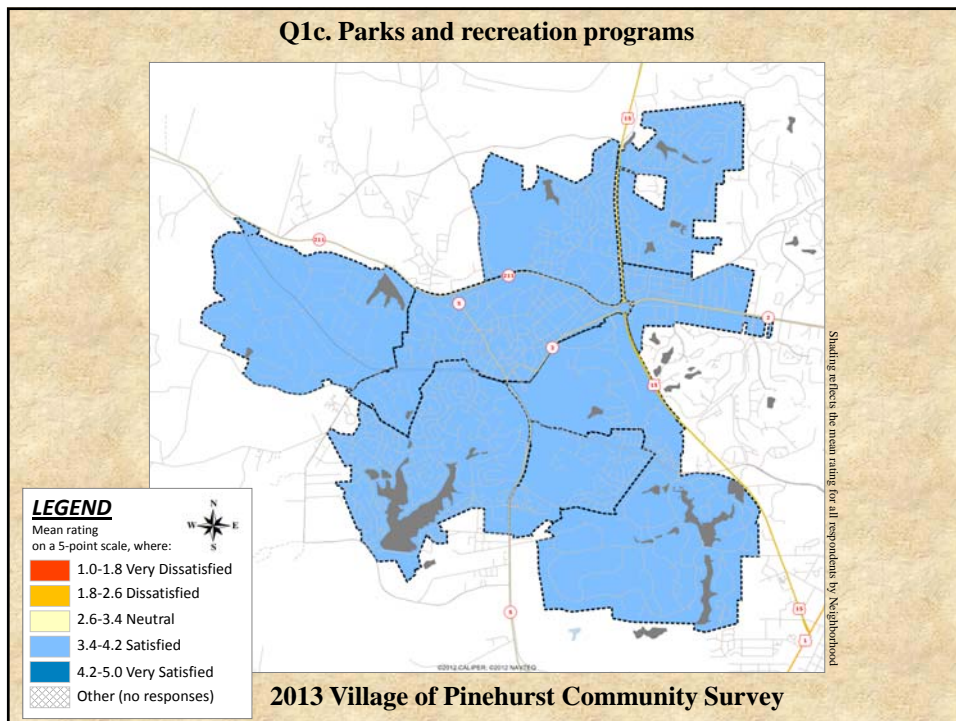 Q1c. Parks and recreation programs
15
211
211
5
5
2
15
Shading reflects the mean rating for all respondents by Neighborhood
LEGEND
Mean rating
on a 5-point scale, where:
N
W
E
S
1.0-1.8 Very Dissatisfied
1.8-2.6 Dissatisfied
2.6-3.4 Neutral
3.4-4.2 Satisfied
4.2-5.0 Very Satisfied
Other (no responses)
5
15
1
©2012 CALIPER; ©2012 NAVTEQ
2013 Village of Pinehurst Community Survey